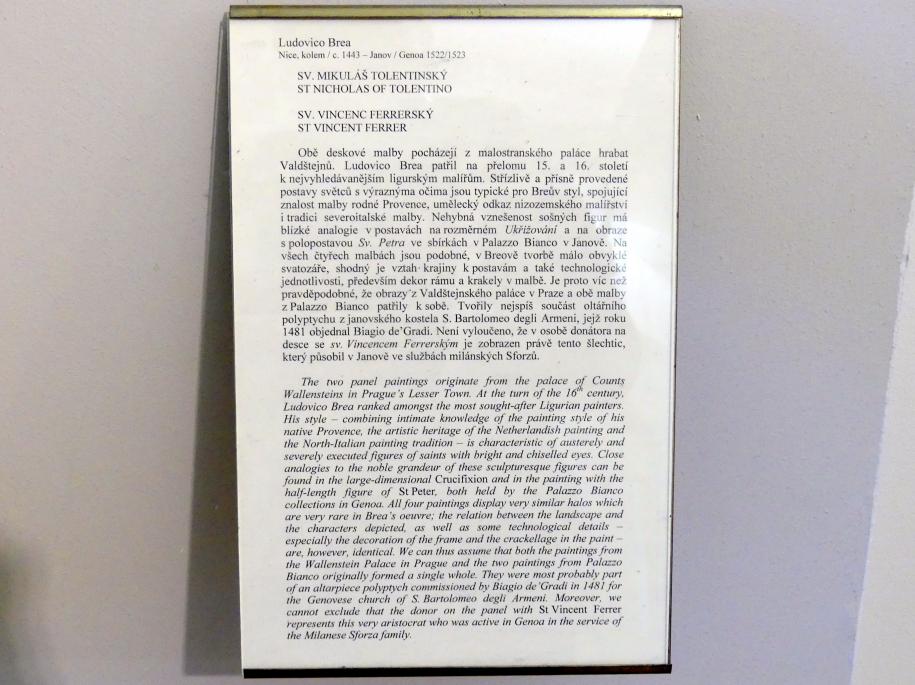 Ludovico Brea
Nice, kolem / c. 1443 – Janov / Genoa 1522/1523
SV. MIKULÁŠ TOLENTINSKÝ
ST NICHOLAS OF TOLENTINO
SV. VINCENC FERRERSKÝ
ST VINCENT FERRER
Obě deskové malby pocházejí z malostranského paláce hrabat
Valdštejnů. Ludovico Brea patřil na přelomu 15. a 16. století
k nejvyhledávanějším ligurským malířům. Střízlivě a přísně provedené
postavy světců s výraznýma očima jsou typické pro Breův styl, spojující
znalost malby rodné Provence, umělecký odkaz nizozemského malířství
i tradici severoitalské malby. Nehybná vznešenost sošných figur má
blízké analogie v postavách na rozměrném Ukřižování a na obraze
s polopostavou Sv. Petra ve sbírkách v Palazzo Bianco v Janově. Na
všech čtyřech malbách jsou podobné, v Breově tvorbě málo obvyklé
svatozáře, shodný je vztah krajiny k postavám a také technologické
jednotlivosti, především dekor rámu a krakely v malbě. Je proto víc než
pravděpodobné, že obrazy z Valdštejnského paláce v Praze a obě malby
z Palazzo Bianco patřily k sobě. Tvořily nejspíš součást oltářního
polyptychu z janovského kostela S. Bartolomeo degli Armeni, jejž roku
1481 objednal Biagio de'Gradi. Není vyloučeno, že v osobě donátora na
desce se sv. Vincencem Ferrerským je zobrazen právě tento šlechtic,
který působil v Janově ve službách milánských Sforzů.
The two panel paintings originate from the palace of Counts
Wallensteins in Prague's Lesser Town. At the turn of the 16th century,
Ludovico Brea ranked amongst the most sought-after Ligurian painters.
His style – combining intimate knowledge of the painting style of his
native Provence, the artistic heritage of the Netherlandish painting and
the North-Italian painting tradition – is characteristic of austerely and
severely executed figures of saints with bright and chiselled eyes. Close
analogies to the noble grandeur of these sculpturesque figures can be
found in the large-dimensional Crucifixion and in the painting with the
half-length figure of St Peter, both held by the Palazzo Bianco
collections in Genoa. All four paintings display very similar halos which
are very rare in Brea's oeuvre; the relation between the landscape and
the characters depicted, as well as some technological details –
especially the decoration of the frame and the crackellage in the paint –
are, however, identical. We can thus assume that both the paintings from
the Wallenstein Palace in Prague and the two paintings from Palazzo
Bianco originally formed a single whole. They were most probably part
of an altarpiece polyptych commissioned by Biagio de'Gradi in 1481 for
the Genovese church of S. Bartolomeo degli Armeni. Moreover, we
cannot exclude that the donor on the panel with St Vincent Ferrer
represents this very aristocrat who was active in Genoa in the service of
the Milanese Sforza family.